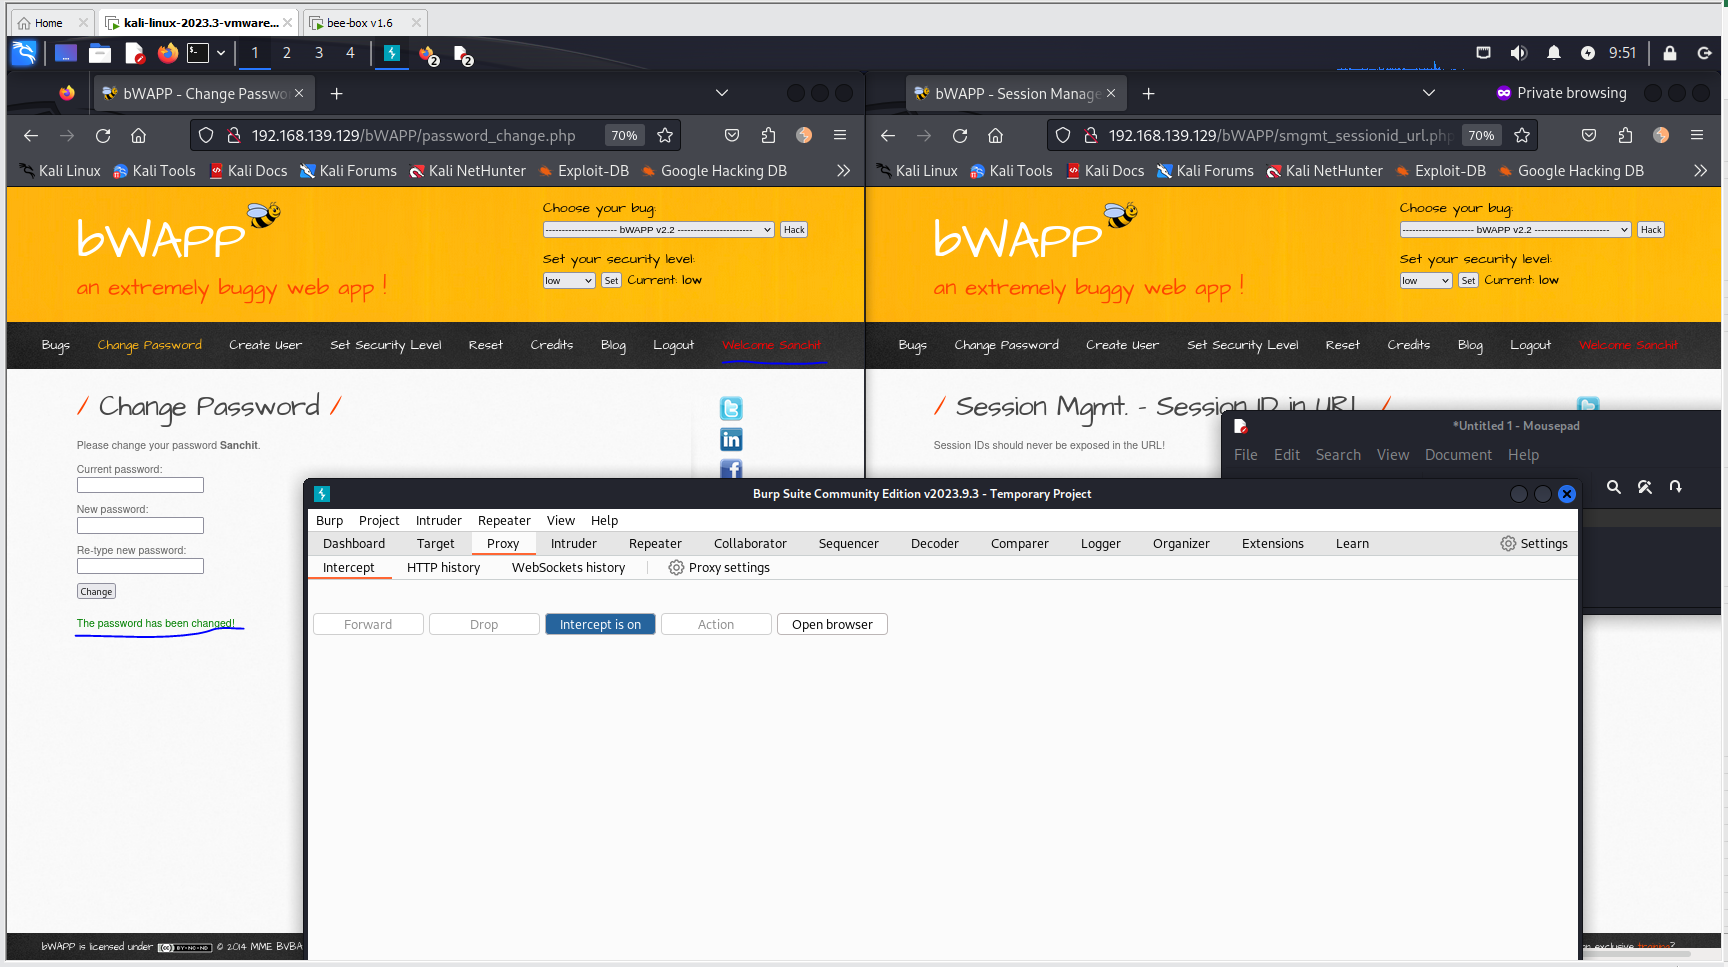 Home
kali-linux-2023.3-vmware...
bee-box v1.6
1 2 3 4
2
2
9:51
bWAPP - Change Passwo
bWAPP - Session Manage
Private browsing
192.168.139.129/bWAPP/password_change.php
70%
192.168.139.129/bWAPP/smgmt_sessionid_url.php
70%
Kali Linux Kali Tools Kali Docs Kali Forums Kali NetHunter Exploit-DB Google Hacking DB
Kali Linux Kali Tools Kali Docs Kali Forums Kali NetHunter Exploit-DB Google Hacking DB
bWAPP
an extremely buggy web app !
Choose your bug:
---------------------- bWAPP v2.2 ----------------------- Hack
Set your security level:
low Set Current: low
bWAPP
an extremely buggy web app !
Choose your bug:
---------------------- bWAPP v2.2 ----------------------- Hack
Set your security level:
low Set Current: low
Bugs Change Password Create User Set Security Level Reset Credits Blog Logout Welcome Sanchit
Bugs Change Password Create User Set Security Level Reset Credits Blog Logout Welcome Sanchit
/ Change Password /
Please change your password Sanchit.
Current password:
New password:
Re-type new password:
Change
The password has been changed!
/ Session Mgmt. - Session ID in URL /
Session IDs should never be exposed in the URL!
*Untitled 1 - Mousepad
File Edit Search View Document Help
Burp Suite Community Edition v2023.9.3 - Temporary Project
Burp Project Intruder Repeater View Help
Dashboard Target Proxy Intruder Repeater Collaborator Sequencer Decoder Comparer Logger Organizer Extensions Learn Settings
Intercept HTTP history WebSockets history Proxy settings
Forward Drop Intercept is on Action Open browser
bWAPP is licensed under (cc) BY-NC-ND © 2014 MME BVBA
exclusive training?